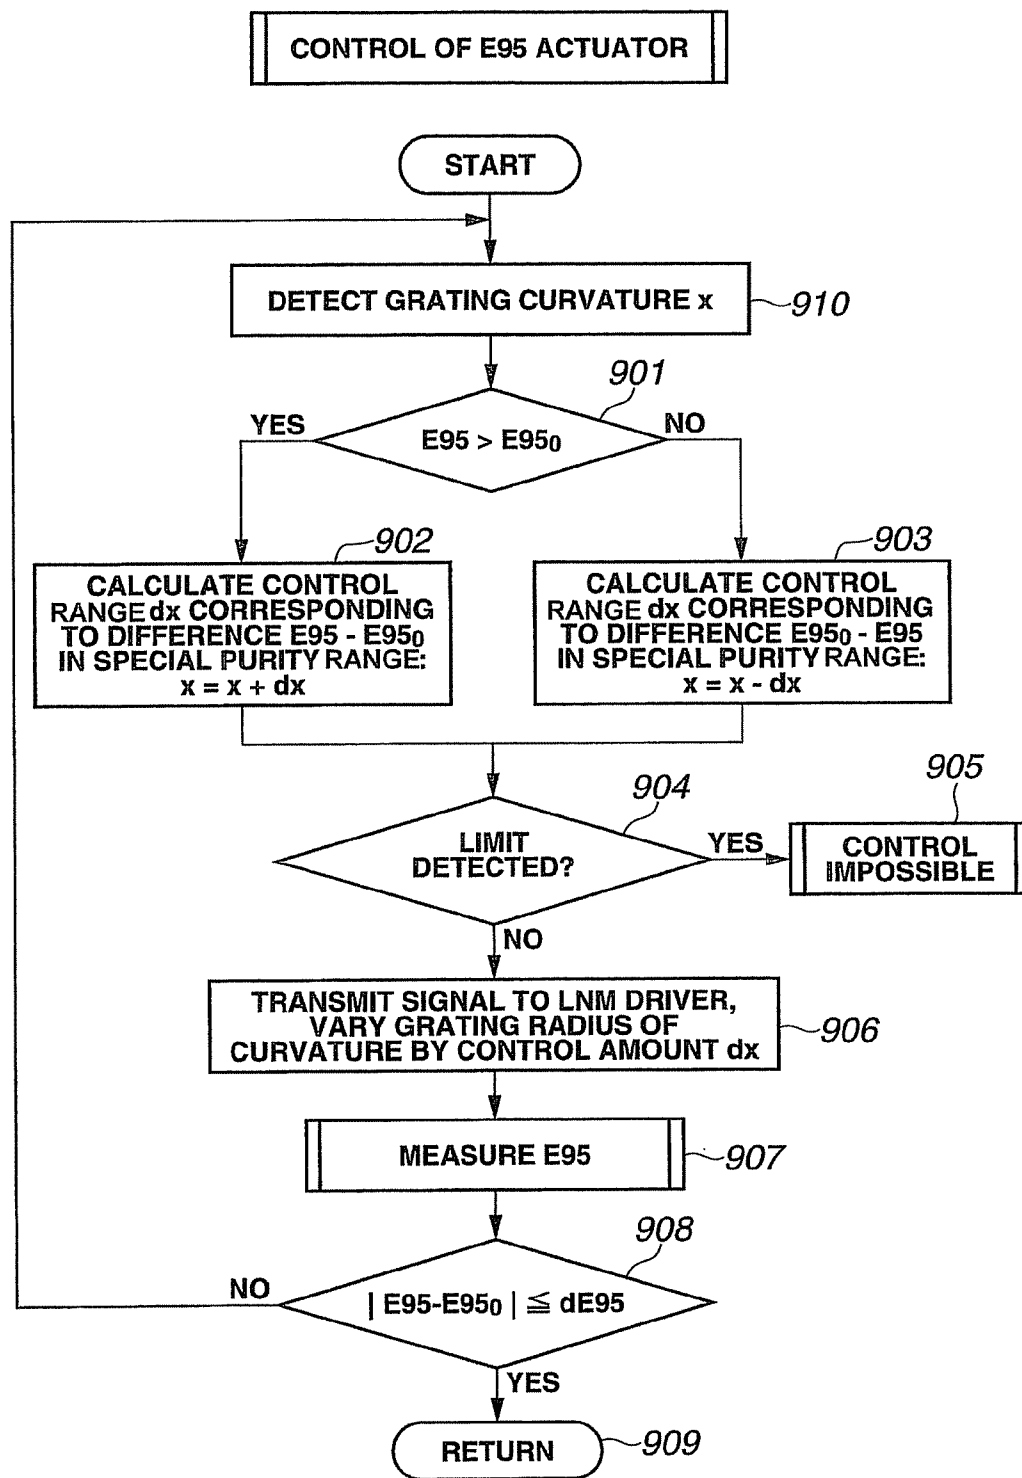 CONTROL OF E95 ACTUATOR
START
DETECT GRATING CURVATURE x
910
901
YES
E95 > E95₀
NO
902
CALCULATE CONTROL
RANGE dx CORRESPONDING
TO DIFFERENCE E95 - E95₀
IN SPECIAL PURITY RANGE:
x = x + dx
903
CALCULATE CONTROL
RANGE dx CORRESPONDING
TO DIFFERENCE E95₀ - E95
IN SPECIAL PURITY RANGE:
x = x - dx
904
LIMIT
DETECTED?
YES
905
CONTROL
IMPOSSIBLE
NO
TRANSMIT SIGNAL TO LNM DRIVER,
VARY GRATING RADIUS OF
CURVATURE BY CONTROL AMOUNT dx
906
MEASURE E95
907
908
NO
| E95-E95₀ | ≦ dE95
YES
RETURN
909